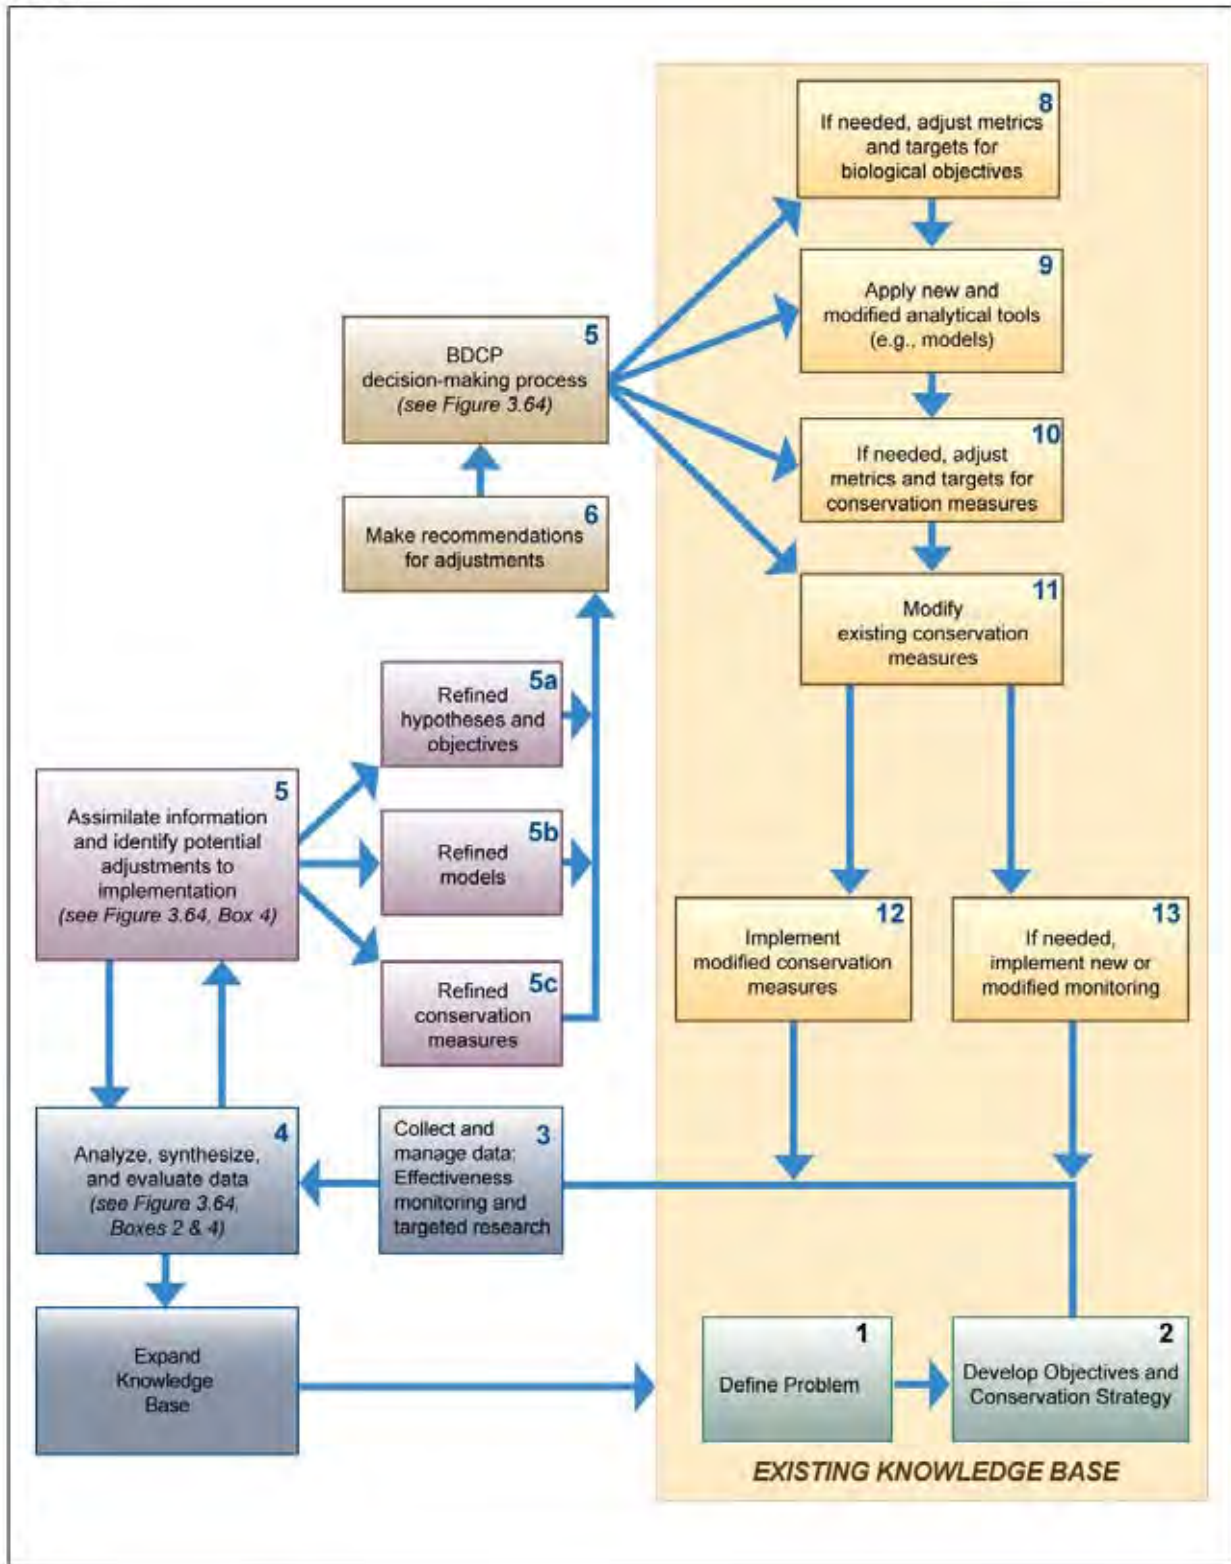 8
If needed, adjust metrics
and targets for
biological objectives
9
Apply new and
modified analytical tools
(e.g., models)
5
BDCP
decision-making process
(see Figure 3.64)
10
If needed, adjust
metrics and targets for
conservation measures
6
Make recommendations
for adjustments
11
Modify
existing conservation
measures
5a
Refined
hypotheses and
objectives
5
Assimilate information
and identify potential
adjustments to
implementation
(see Figure 3.64, Box 4)
5b
Refined
models
5c
Refined
conservation
measures
12
Implement
modified conservation
measures
13
If needed,
implement new or
modified monitoring
4
Analyze, synthesize,
and evaluate data
(see Figure 3.64,
Boxes 2 & 4)
3
Collect and
manage data:
Effectiveness
monitoring and
targeted research
Expand
Knowledge
Base
1
Define Problem
2
Develop Objectives and
Conservation Strategy
EXISTING KNOWLEDGE BASE